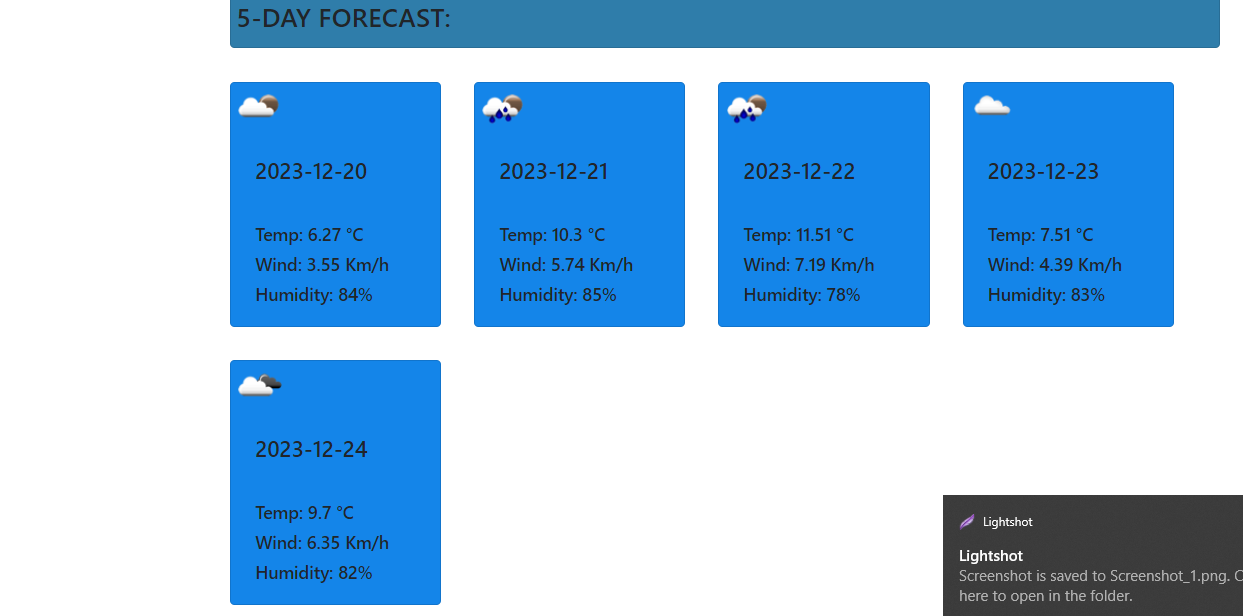 5-DAY FORECAST:
2023-12-20
Temp: 6.27 °C
Wind: 3.55 Km/h
Humidity: 84%
2023-12-21
Temp: 10.3 °C
Wind: 5.74 Km/h
Humidity: 85%
2023-12-22
Temp: 11.51 °C
Wind: 7.19 Km/h
Humidity: 78%
2023-12-23
Temp: 7.51 °C
Wind: 4.39 Km/h
Humidity: 83%
2023-12-24
Temp: 9.7 °C
Wind: 6.35 Km/h
Humidity: 82%
Lightshot
Lightshot
Screenshot is saved to Screenshot_1.png.
here to open in the folder.